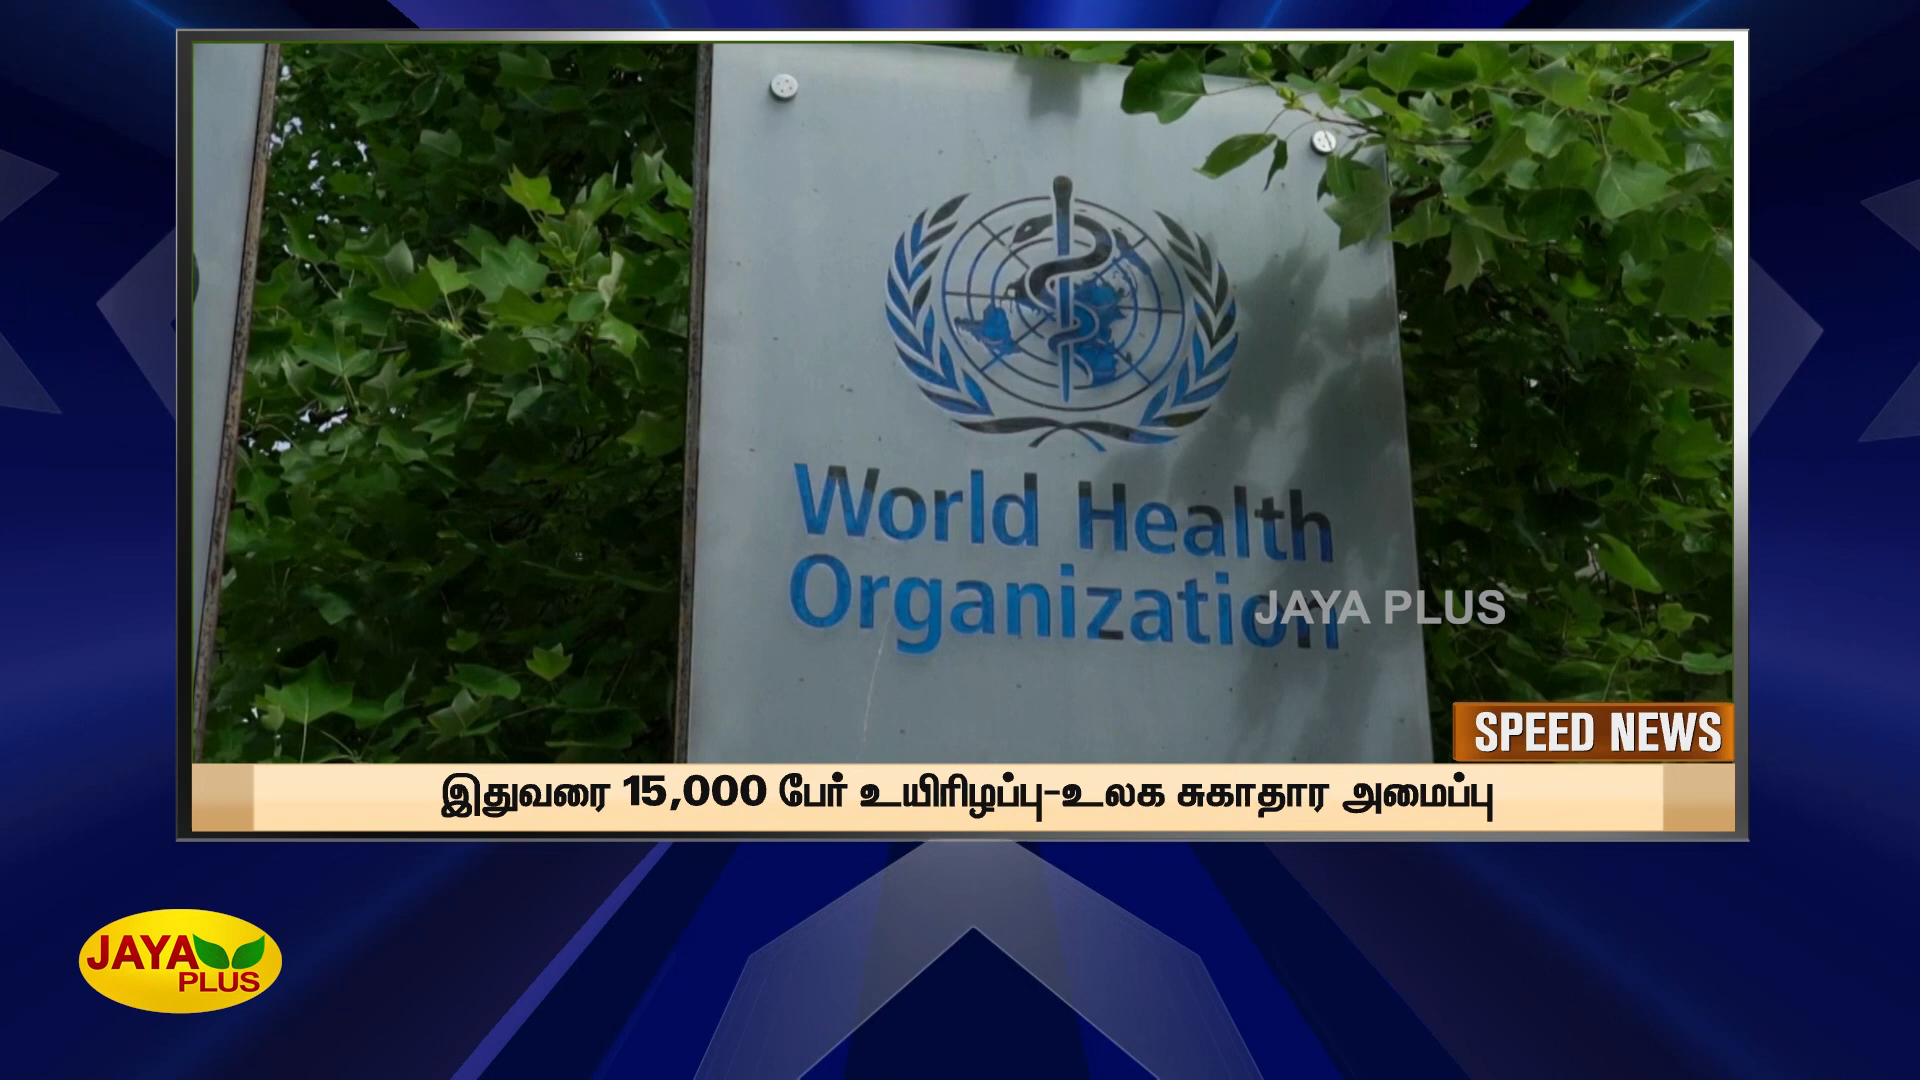 World Health
Organization
JAYA PLUS
SPEED NEWS
இதுவரை 15,000 பேர் உயிரிழப்பு-உலக சுகாதார அமைப்பு
JAYA
PLUS